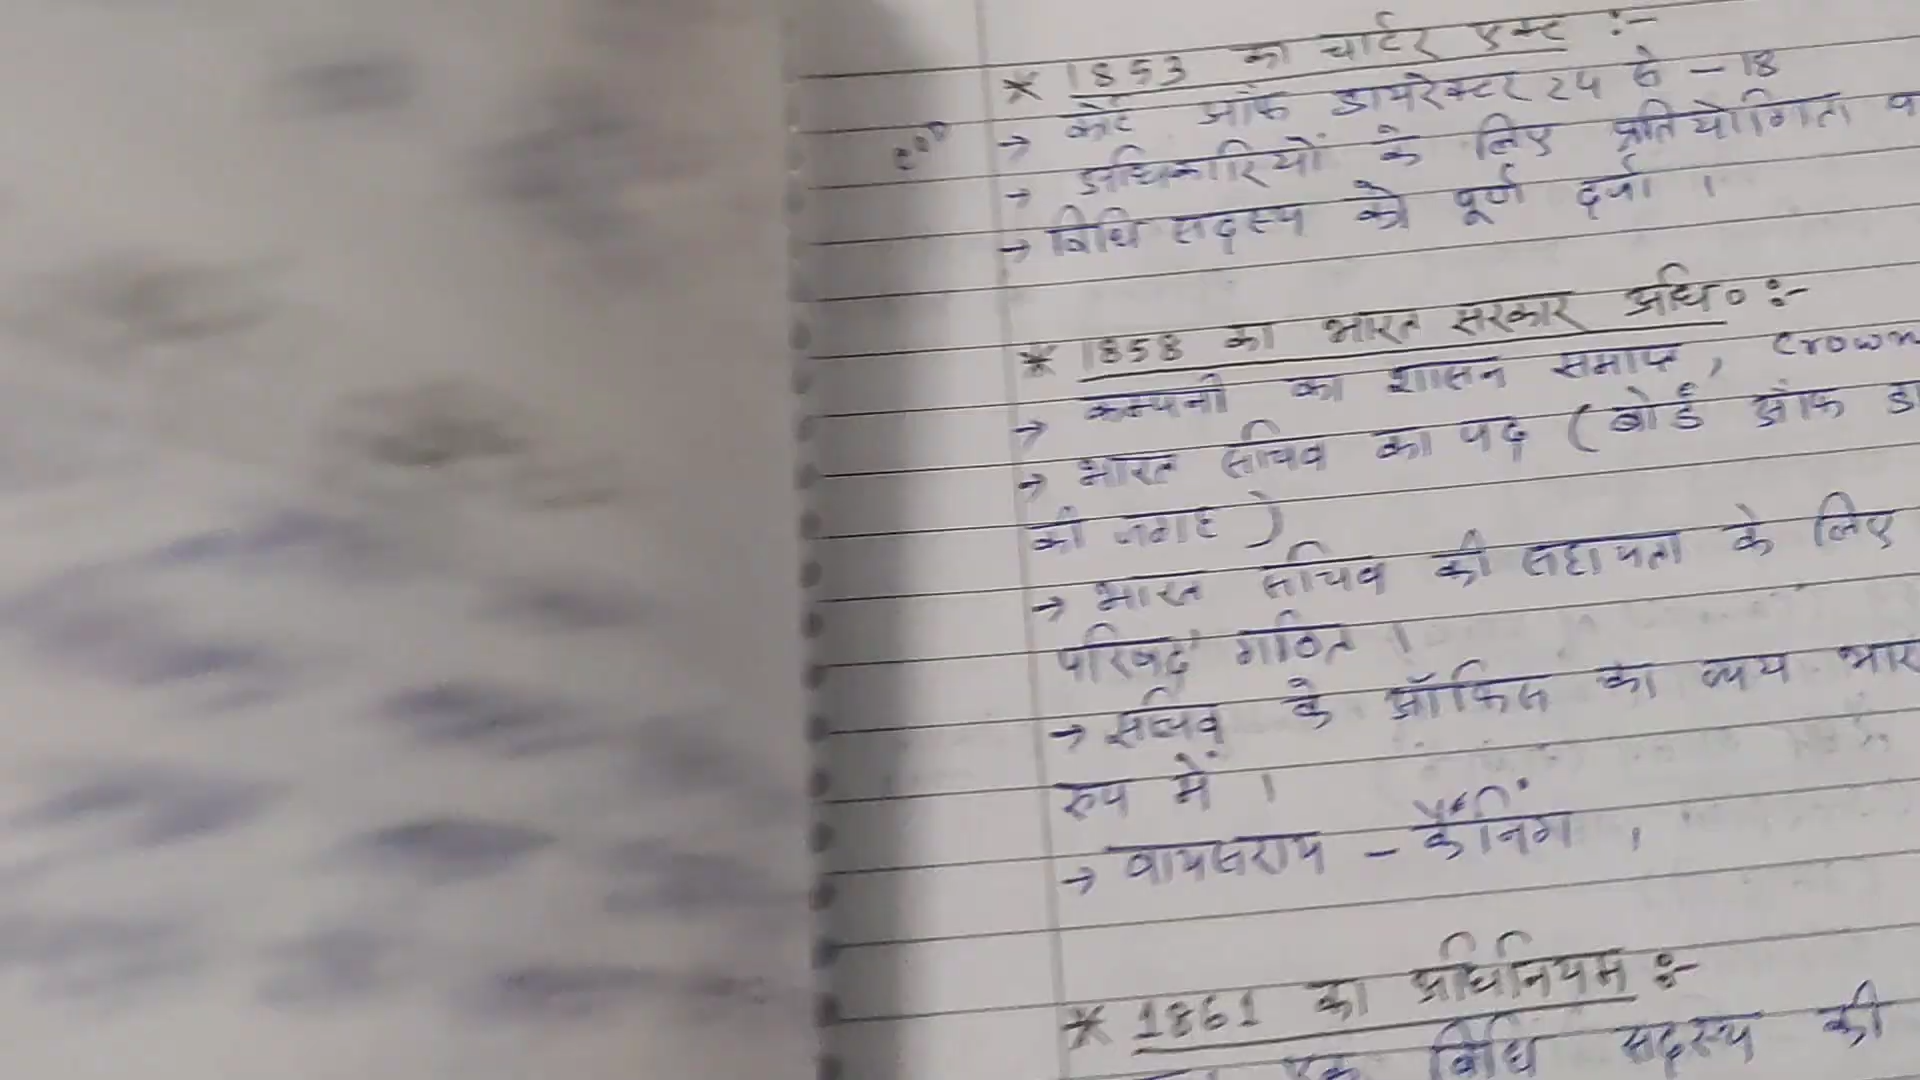 * 1853 का चार्टर एक्ट :-
→ कोर्ट ऑफ डायरेक्टर 24 से - 18
→ अधिकारियों के लिए प्रतियोगिता
→ विधि सदस्य को पूर्ण दर्जा ।
* 1858 का भारत सरकार अधि० :-
→ कम्पनी का शासन समाप्त, Crown
→ भारत सचिव का पद (बोर्ड ऑफ
की जगह)
→ भारत सचिव की सहायता के लिए
परिषद गठित ।
→ सचिव के ऑफिस का व्यय
रुप में ।
→ वायसराय - कैनिंग ।
* 1861 का अधिनियम :-
एक विधि सदस्य की